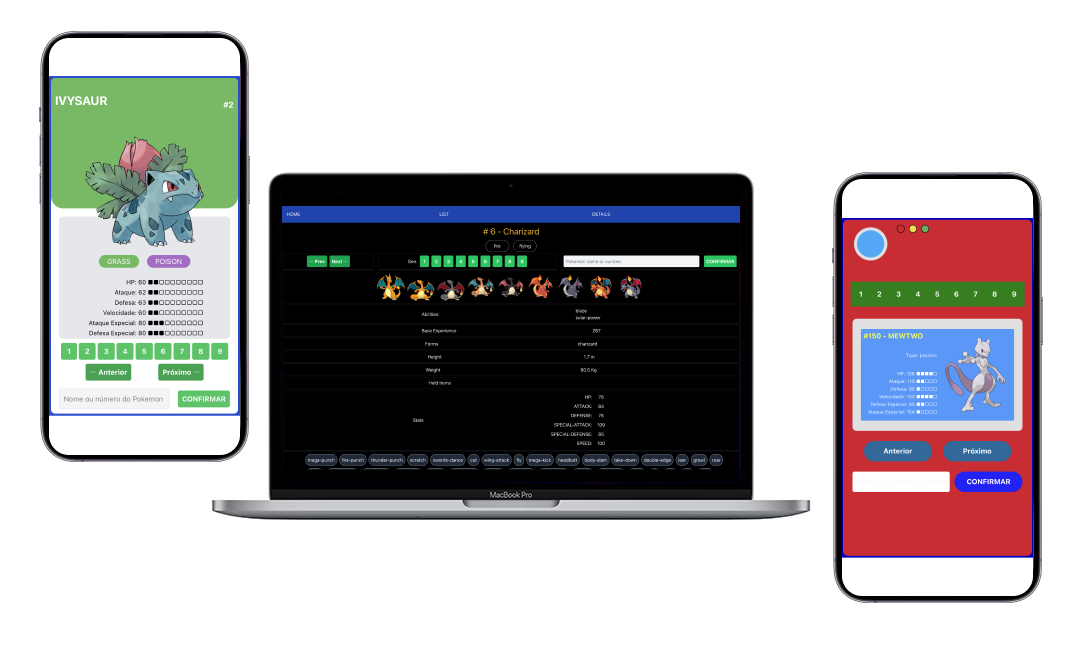 IVYSAUR
#2
GRASS
POISON
HP: 60
Ataque: 62
Defesa: 63
Velocidade: 60
Ataque Especial: 80
Defesa Especial: 80
1 2 3 4 5 6 7 8 9
Anterior
Próximo
Nome ou número do Pokemon
CONFIRMAR
HOME LIST DETAILS
# 6 - Charizard
fire flying
Prev Next
Gen 1 2 3 4 5 6 7 8 9
Pokemon name or number
CONFIRMAR
Abilities: blaze
solar-power
Base Experience 267
Forms charizard
Height 1,7 m
Weight 90,5 Kg
Held Items
Stats
HP: 78
ATTACK: 84
DEFENSE: 78
SPECIAL-ATTACK: 109
SPECIAL-DEFENSE: 85
SPEED: 100
mega-punch fire-punch thunder-punch scratch swords-dance cut wing-attack fly mega-kick headbutt body-slam take-down double-edge leer growl roar
MacBook Pro
1 2 3 4 5 6 7 8 9
#150 - MEWTWO
Type: psychic
HP: 106
Ataque: 110
Defesa: 90
Velocidade: 130
Defesa Especial: 90
Ataque Especial: 154
Anterior
Próximo
CONFIRMAR